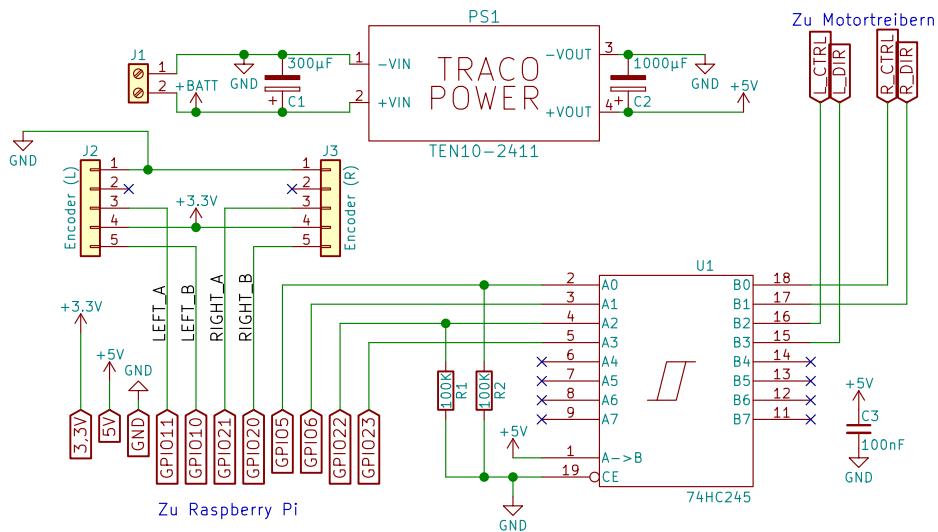 PS1
Zu Motortreibern
J1
1
2
+BATT
GND
300µF
C1
1
-VIN
2
+VIN
TRACO
POWER
-VOUT
3
+VOUT
4
TEN10-2411
1000µF
C2
GND
+5V
L_CTRL
L_DIR
R_CTRL
R_DIR
GND
J2
Encoder (L)
1
2
3
4
5
+3.3V
J3
Encoder (R)
1
2
3
4
5
LEFT_A
LEFT_B
RIGHT_A
RIGHT_B
U1
2
A0
3
A1
4
A2
5
A3
6
A4
7
A5
8
A6
9
A7
1
A->B
19
CE
B0
18
B1
17
B2
16
B3
15
B4
14
B5
13
B6
12
B7
11
74HC245
100K
R1
100K
R2
+5V
GND
+5V
C3
100nF
GND
+3.3V
+5V
GND
3,3V
5V
GND
GPIO11
GPIO10
GPIO21
GPIO20
GPIO5
GPIO6
GPIO22
GPIO23
Zu Raspberry Pi